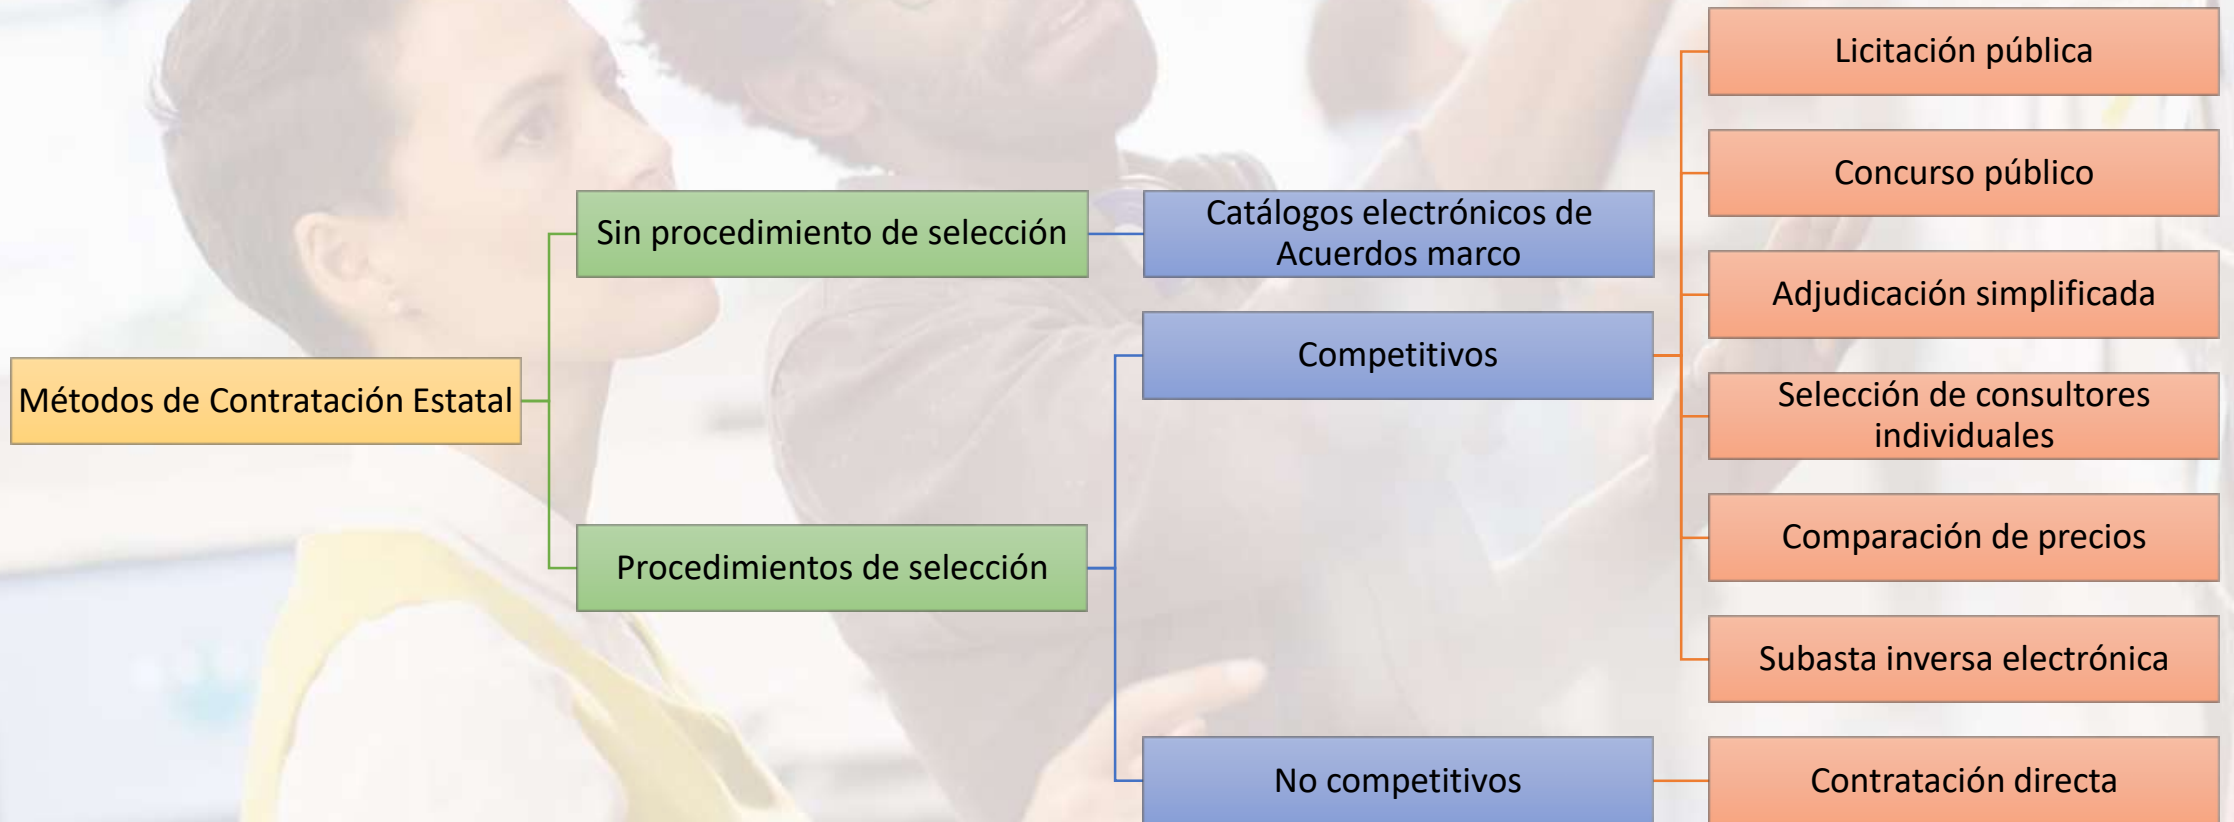 Métodos de Contratación Estatal
Sin procedimiento de selección
Catálogos electrónicos de
Acuerdos marco
Procedimientos de selección
Competitivos
Licitación pública
Concurso público
Adjudicación simplificada
Selección de consultores
individuales
Comparación de precios
Subasta inversa electrónica
No competitivos
Contratación directa